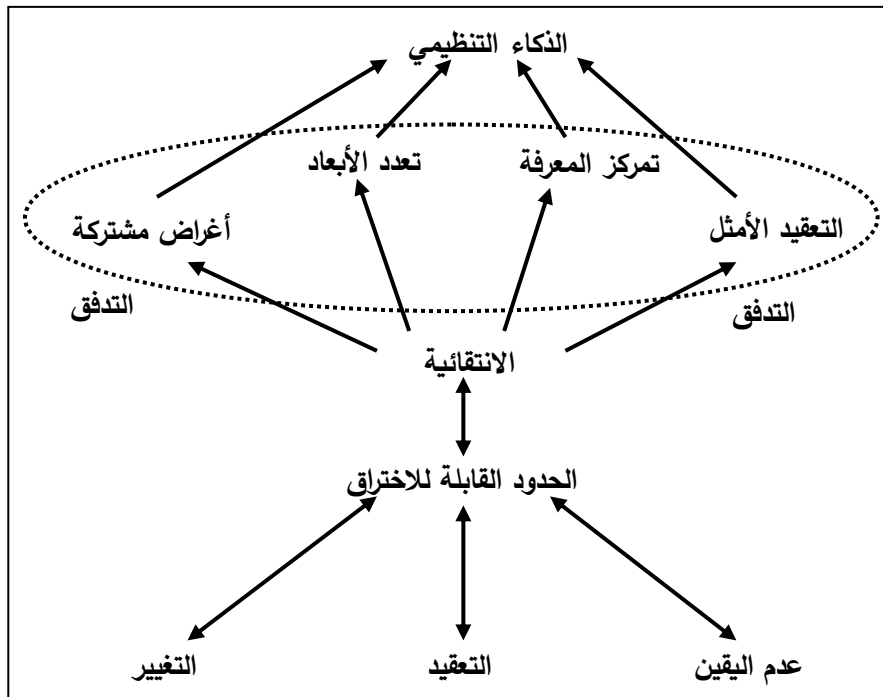 الذكاء التنظيمي
تمركز المعرفة
تعدد الأبعاد
التعقيد الأمثل
أغراض مشتركة
التدفق
التدفق
الانتقائية
الحدود القابلة للاختراق
عدم اليقين
التعقيد
التغيير